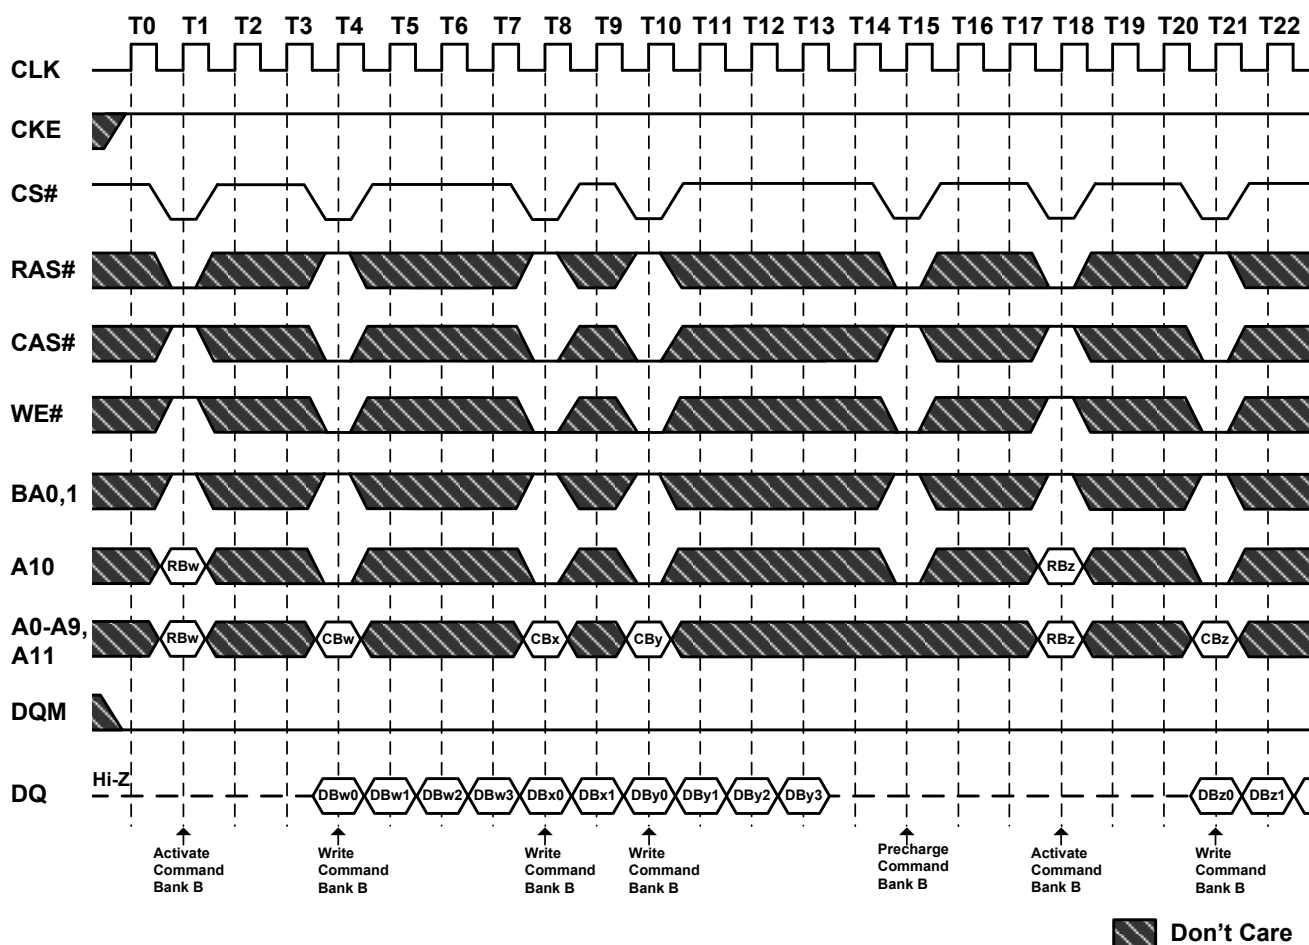 T0 T1 T2 T3 T4 T5 T6 T7 T8 T9 T10 T11 T12 T13 T14 T15 T16 T17 T18 T19 T20 T21 T22
CLK
CKE
CS#
RAS#
CAS#
WE#
BA0,1
A10 RBw RBz
A0-A9, RBw CBw CBx CBy RBz CBz
A11
DQM
Hi-Z
DQ DBw0 DBw1 DBw2 DBw3 DBx0 DBx1 DBy0 DBy1 DBy2 DBy3 DBz0 DBz1
Activate
Command
Bank B
Write
Command
Bank B
Write
Command
Bank B
Write
Command
Bank B
Precharge
Command
Bank B
Activate
Command
Bank B
Write
Command
Bank B
Don't Care